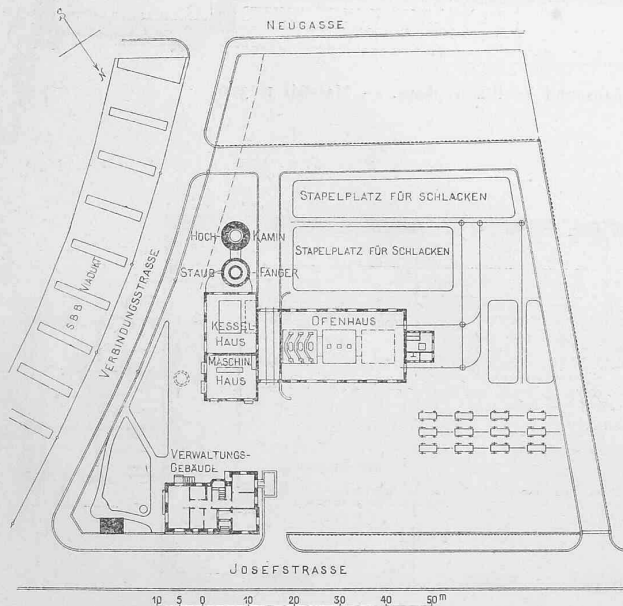 NEUGASSE
S
N
STAPELPLATZ FÜR SCHLACKEN
HOCH KAMIN
STAPELPLATZ FÜR SCHLACKEN
STAUB FÄNGER
S.B.B. VIADUKT
VERBINDUNGSSTRASSE
KESSEL-
HAUS
OFENHAUS
MASCHIN.
HAUS
VERWALTUNGS-
GEBÄUDE
JOSEFSTRASSE
10 5 0 10 20 30 40 50 m